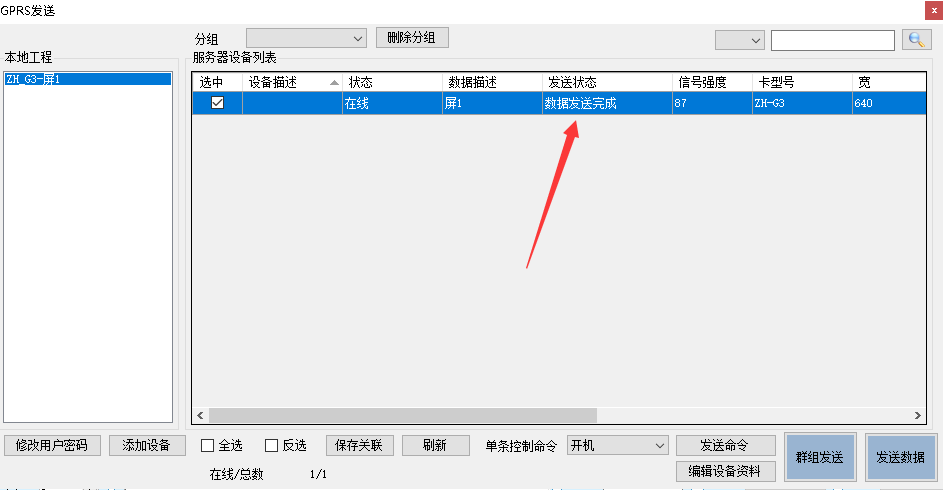 GPRS发送
分组 删除分组
本地工程 服务器设备列表
ZH_G3-屏1
选中 设备描述 状态 数据描述 发送状态 信号强度 卡型号 宽
在线 屏1 数据发送完成 87 ZH-G3 640
修改用户密码 添加设备 全选 反选 保存关联 刷新 单条控制命令 开机 发送命令 群组发送 发送数据
在线/总数 1/1 编辑设备资料